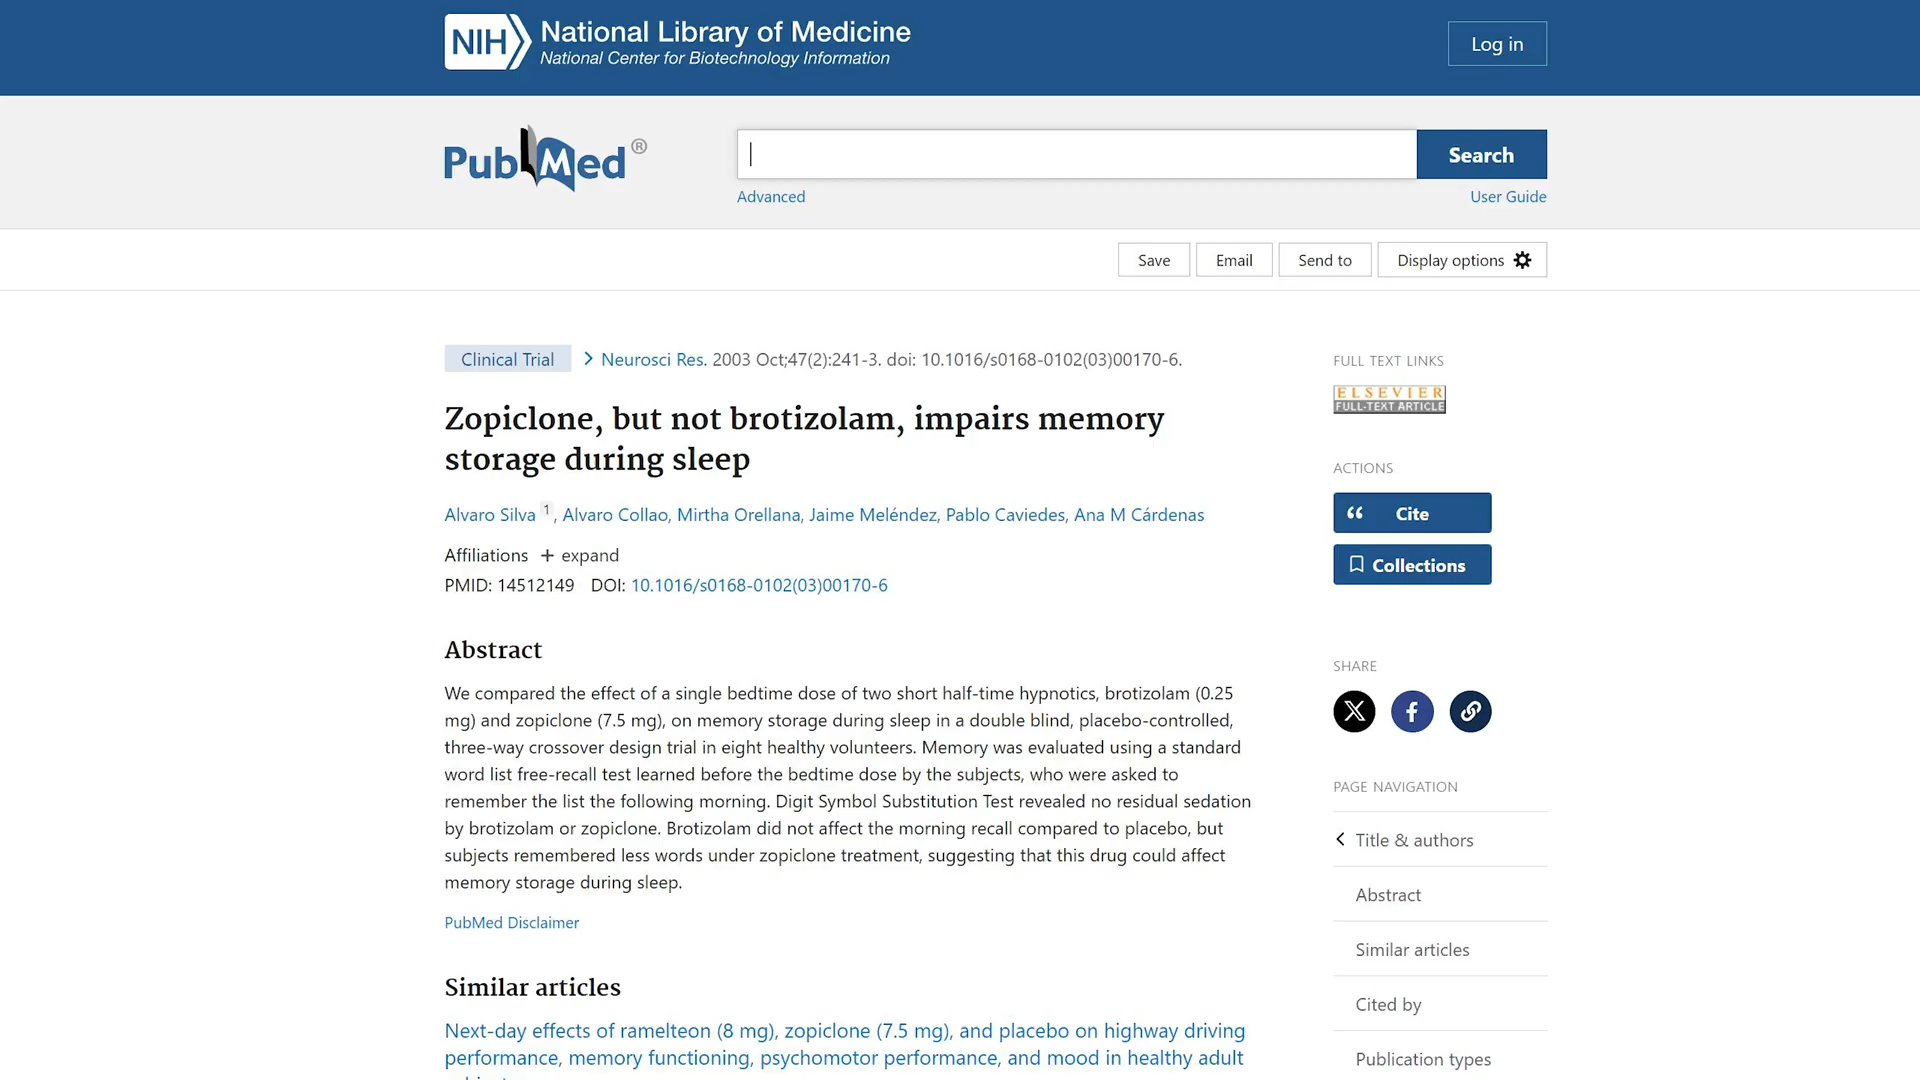 NIH National Library of Medicine
National Center for Biotechnology Information
Log in
PubMed®
Search
Advanced
User Guide
Save
Email
Send to
Display options
Clinical Trial
Neurosci Res. 2003 Oct;47(2):241-3. doi: 10.1016/s0168-0102(03)00170-6.
Zopiclone, but not brotizolam, impairs memory
storage during sleep
Alvaro Silva 1, Alvaro Collao, Mirtha Orellana, Jaime Meléndez, Pablo Caviedes, Ana M Cárdenas
Affiliations + expand
PMID: 14512149 DOI: 10.1016/s0168-0102(03)00170-6
Abstract
We compared the effect of a single bedtime dose of two short half-time hypnotics, brotizolam (0.25
mg) and zopiclone (7.5 mg), on memory storage during sleep in a double blind, placebo-controlled,
three-way crossover design trial in eight healthy volunteers. Memory was evaluated using a standard
word list free-recall test learned before the bedtime dose by the subjects, who were asked to
remember the list the following morning. Digit Symbol Substitution Test revealed no residual sedation
by brotizolam or zopiclone. Brotizolam did not affect the morning recall compared to placebo, but
subjects remembered less words under zopiclone treatment, suggesting that this drug could affect
memory storage during sleep.
PubMed Disclaimer
Similar articles
Next-day effects of ramelteon (8 mg), zopiclone (7.5 mg), and placebo on highway driving
performance, memory functioning, psychomotor performance, and mood in healthy adult
FULL TEXT LINKS
ELSEVIER
FULL-TEXT ARTICLE
ACTIONS
Cite
Collections
SHARE
PAGE NAVIGATION
Title & authors
Abstract
Similar articles
Cited by
Publication types